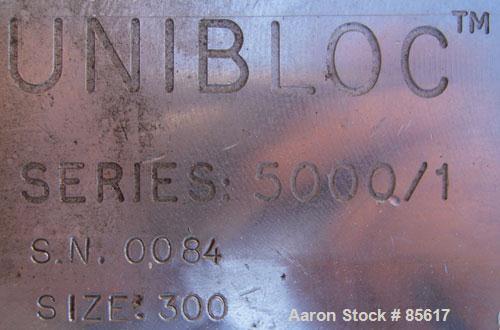 UNIBLOC™
SERIES: 5000/1
S.N. 0084
SIZE: 300
Aaron Stock # 85617